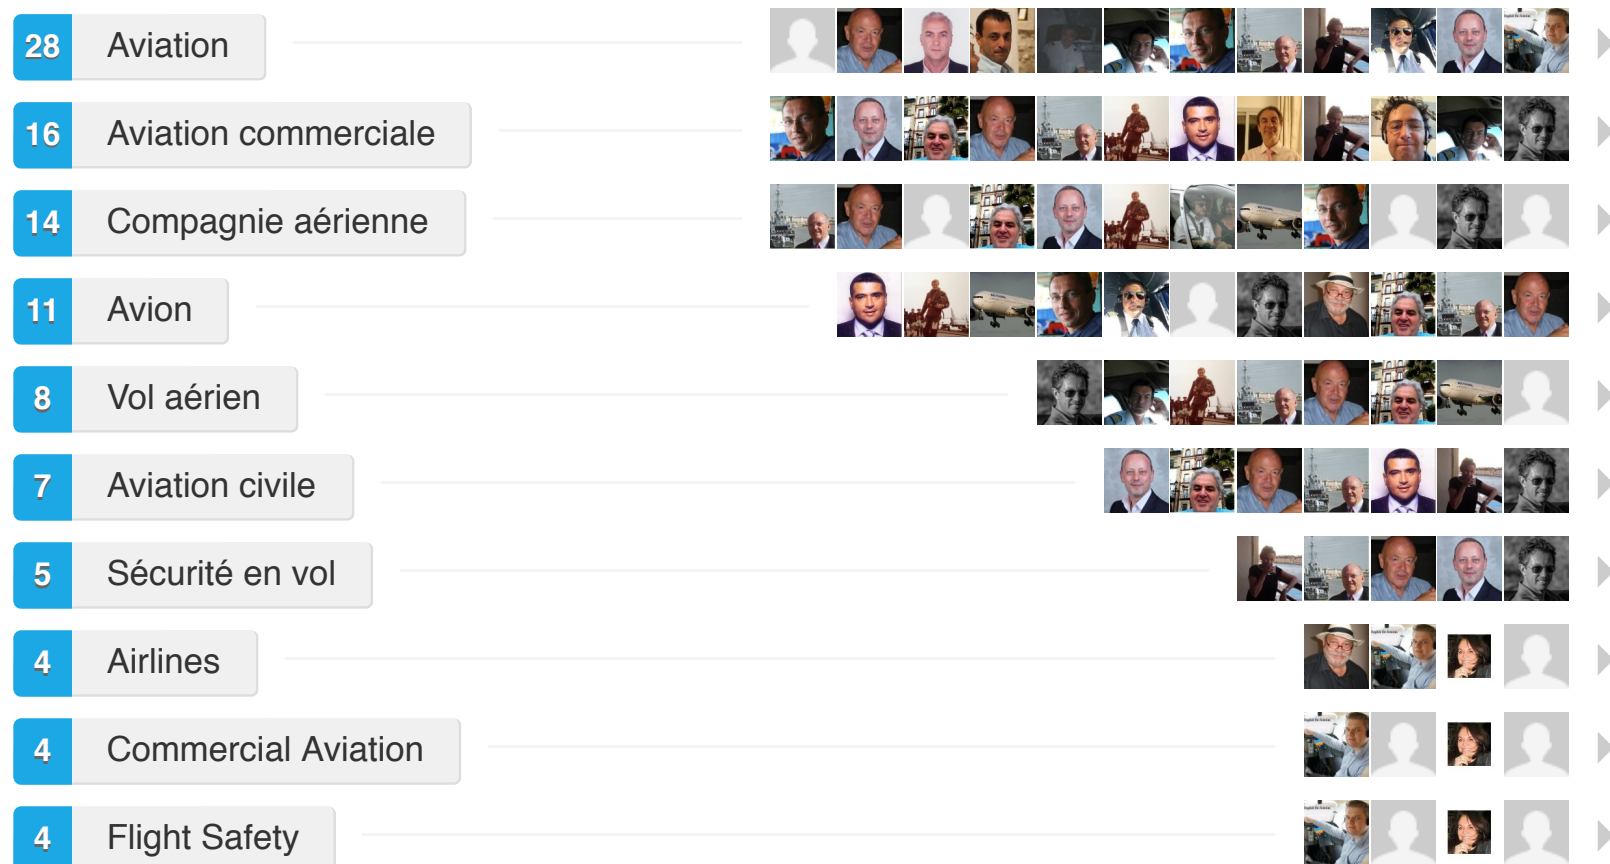 28 Aviation
16 Aviation commerciale
14 Compagnie aérienne
11 Avion
8 Vol aérien
7 Aviation civile
5 Sécurité en vol
4 Airlines
4 Commercial Aviation
4 Flight Safety